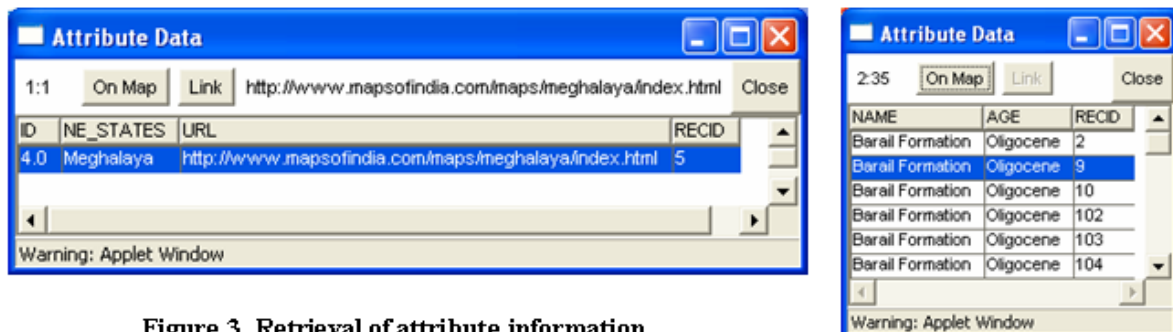 Attribute Data
1:1 On Map Link http://www.mapsofindia.com/maps/meghalaya/index.html Close
ID NE_STATES URL RECID
4.0 Meghalaya http://www.mapsofindia.com/maps/meghalaya/index.html 5
Warning: Applet Window
Attribute Data
2:35 On Map Link Close
NAME AGE RECID
Barail Formation Oligocene 2
Barail Formation Oligocene 9
Barail Formation Oligocene 10
Barail Formation Oligocene 102
Barail Formation Oligocene 103
Barail Formation Oligocene 104
Warning: Applet Window
Figure 3. Retrieval of attribute information